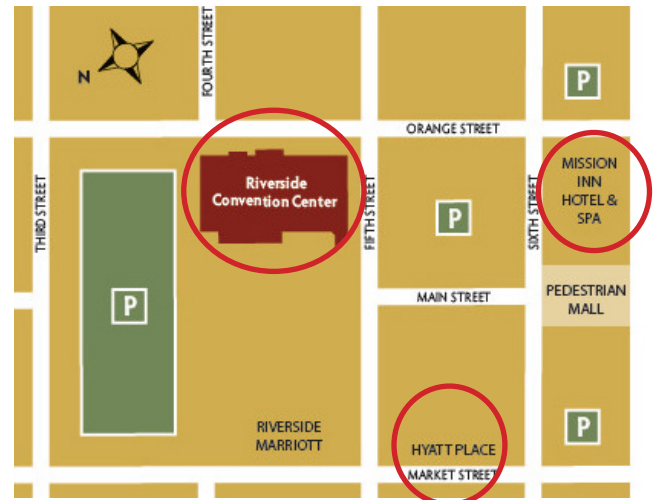 FOURTH STREET
N
P
ORANGE STREET
Riverside
Convention Center
MISSION
INN
HOTEL &
SPA
THIRD STREET
FIFTH STREET
P
SIXTH STREET
P
MAIN STREET
PEDESTRIAN
MALL
RIVERSIDE
MARRIOTT
HYATT PLACE
P
MARKET STREET